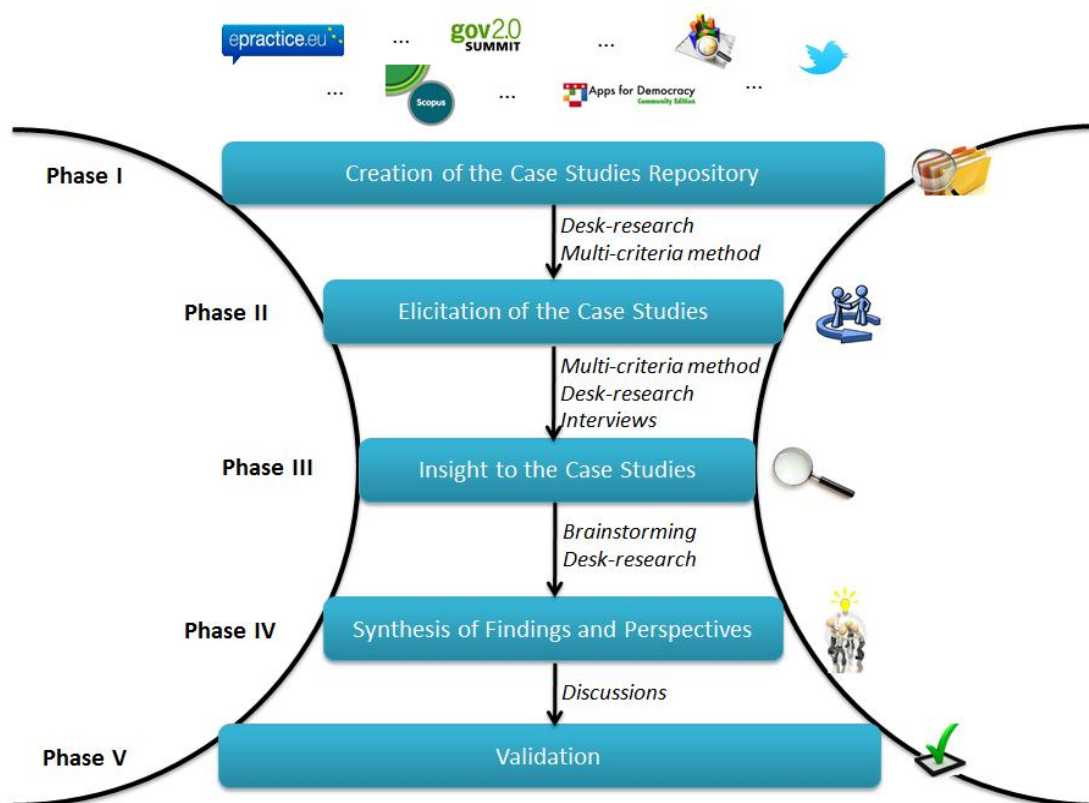 epractice.eu
...
gov2.0
SUMMIT
...
...
Scopus
...
Apps for Democracy
Community Edition
...
Phase I
Creation of the Case Studies Repository
Desk-research
Multi-criteria method
Phase II
Elicitation of the Case Studies
Multi-criteria method
Desk-research
Interviews
Phase III
Insight to the Case Studies
Brainstorming
Desk-research
Phase IV
Synthesis of Findings and Perspectives
Discussions
Phase V
Validation